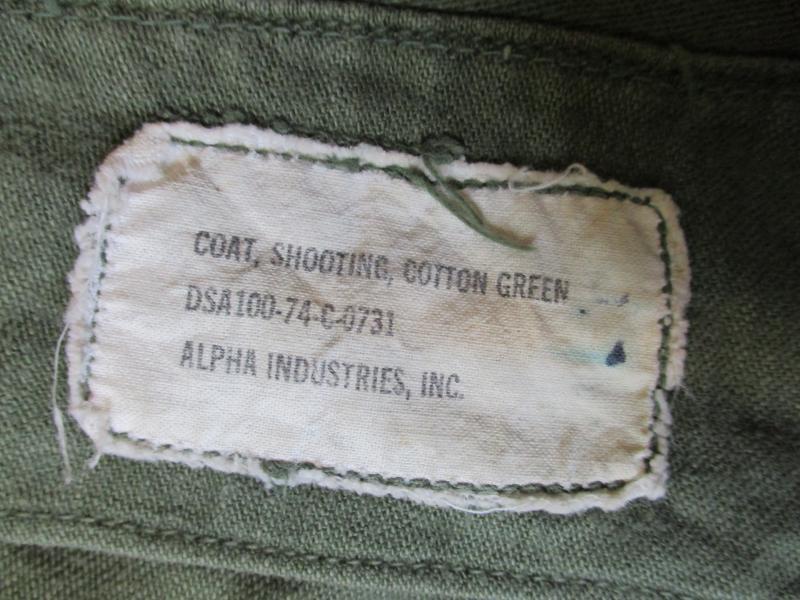 COAT, SHOOTING, COTTON GREEN
DSA100-74-C-0731
ALPHA INDUSTRIES, INC.